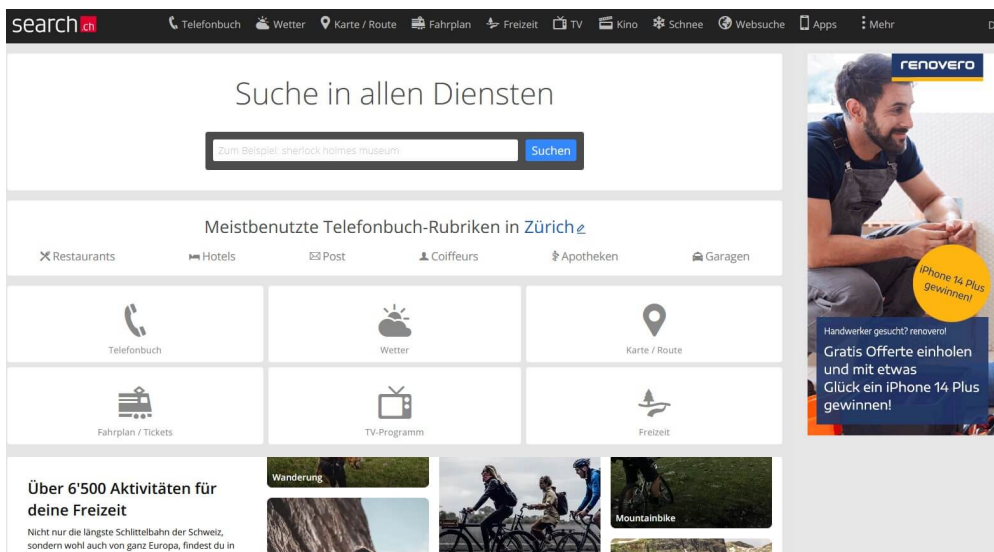 search.ch
Telefonbuch Wetter Karte / Route Fahrplan Freizeit TV Kino Schnee Websuche Apps Mehr D
Suche in allen Diensten
Zum Beispiel: sherlock holmes museum Suchen
Meistbenutzte Telefonbuch-Rubriken in Zürich
Restaurants Hotels Post Coiffeurs Apotheken Garagen
Telefonbuch Wetter Karte / Route
Fahrplan / Tickets TV-Programm Freizeit
Über 6'500 Aktivitäten für
deine Freizeit
Nicht nur die längste Schlittelbahn der Schweiz,
sondern wohl auch von ganz Europa, findest du in
Wanderung
Mountainbike
renovero
iPhone 14 Plus
gewinnen!
Handwerker gesucht? renovero!
Gratis Offerte einholen
und mit etwas
Glück ein iPhone 14 Plus
gewinnen!